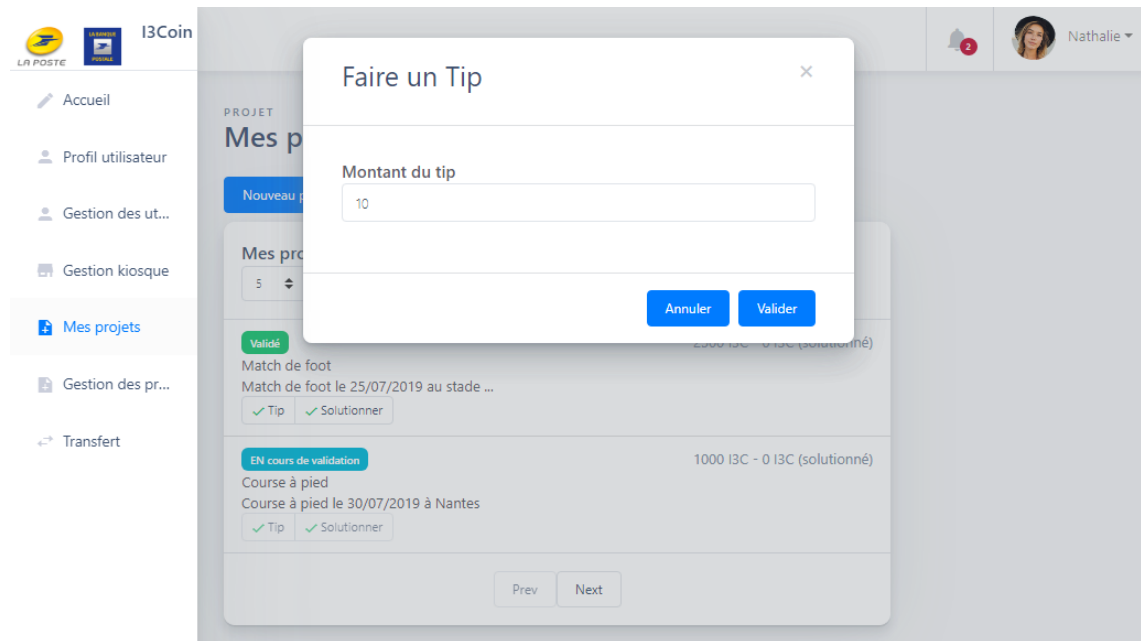 LA POSTE
LA BANQUE
POSTALE
I3Coin
2
Nathalie
Accueil
Profil utilisateur
Gestion des ut...
Gestion kiosque
Mes projets
Gestion des pr...
Transfert
PROJET
Mes p
Nouveau p
Mes pro
5
Faire un Tip
×
Montant du tip
10
Annuler Valider
Validé 2500 I3C - 0 I3C (solutionné)
Match de foot
Match de foot le 25/07/2019 au stade ...
Tip Solutionner
EN cours de validation 1000 I3C - 0 I3C (solutionné)
Course à pied
Course à pied le 30/07/2019 à Nantes
Tip Solutionner
Prev Next